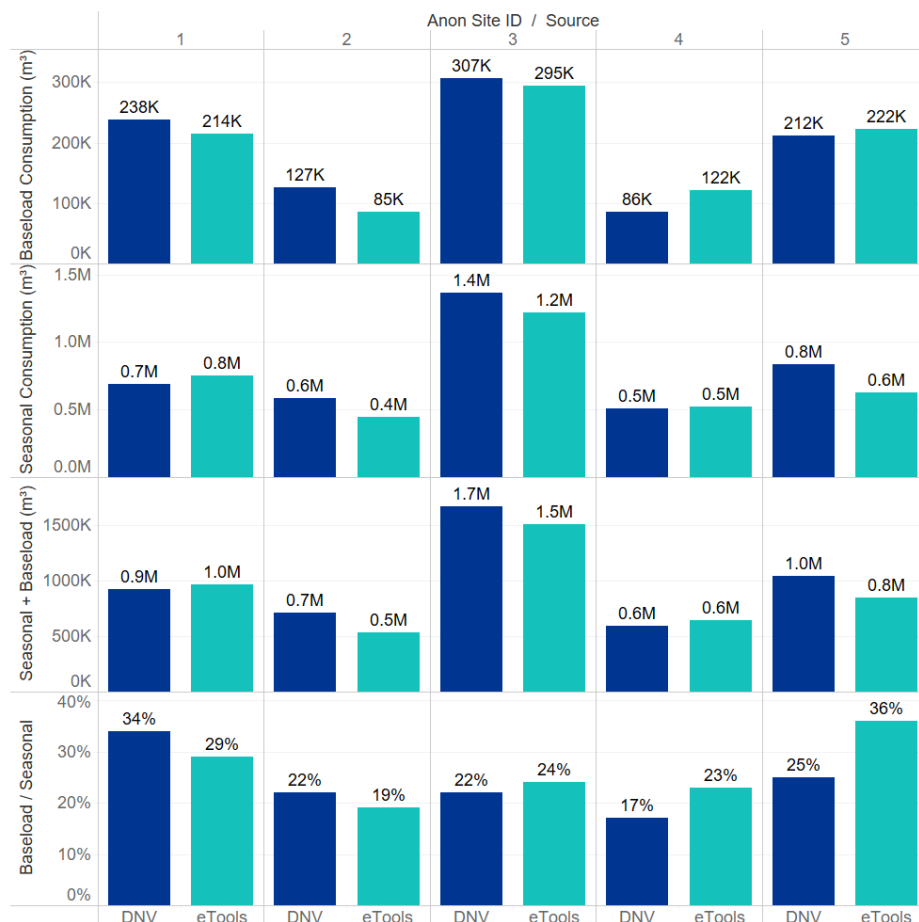 Anon Site ID / Source
1 2 3 4 5
Baseload Consumption (m³)
300K
200K
100K
0K
238K 214K 127K 85K 307K 295K 86K 122K 212K 222K
Seasonal Consumption (m³)
1.5M
1.0M
0.5M
0.0M
0.7M 0.8M 0.6M 0.4M 1.4M 1.2M 0.5M 0.5M 0.8M 0.6M
Seasonal + Baseload (m³)
1500K
1000K
500K
0K
0.9M 1.0M 0.7M 0.5M 1.7M 1.5M 0.6M 0.6M 1.0M 0.8M
Baseload / Seasonal
40%
30%
20%
10%
0%
34% 29% 22% 19% 22% 24% 17% 23% 25% 36%
DNV eTools DNV eTools DNV eTools DNV eTools DNV eTools